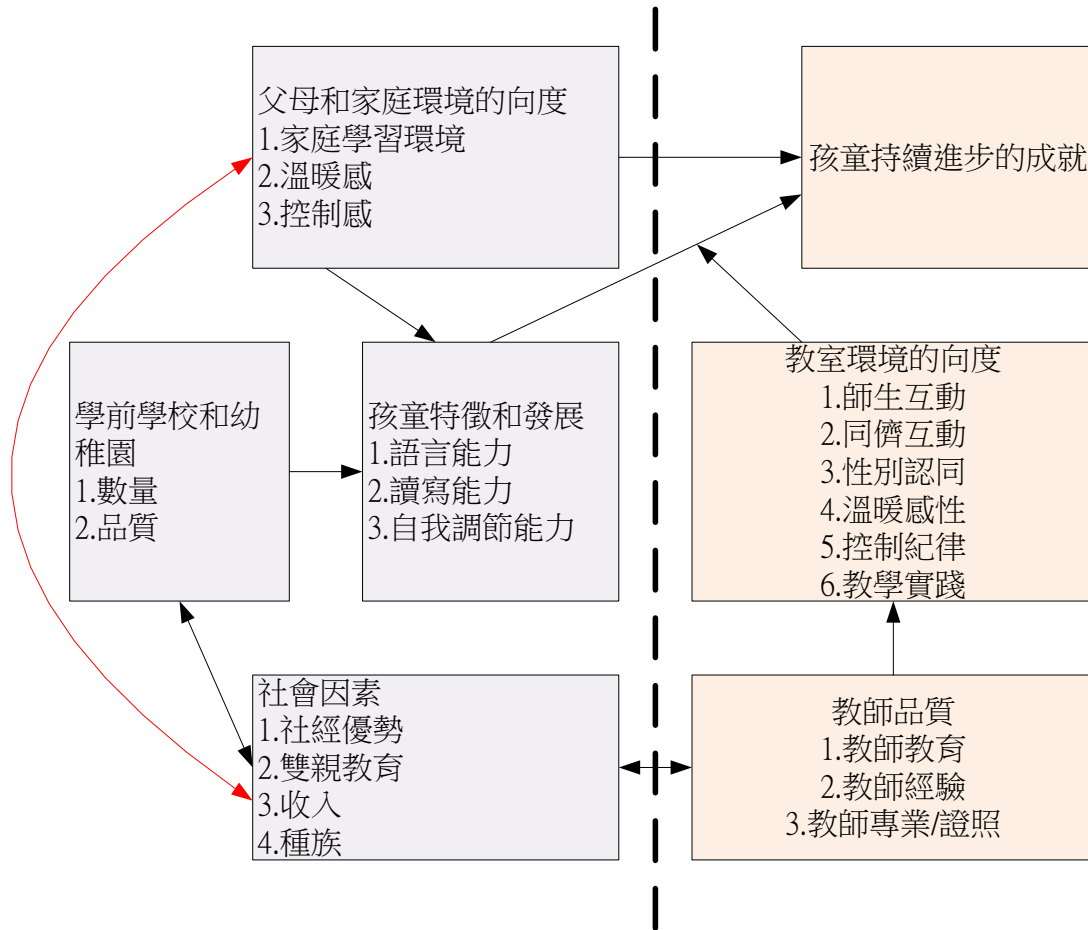 父母和家庭環境的向度
1.家庭學習環境
2.溫暖感
3.控制感
孩童持續進步的成就
學前學校和幼
稚園
1.數量
2.品質
孩童特徵和發展
1.語言能力
2.讀寫能力
3.自我調節能力
教室環境的向度
1.師生互動
2.同儕互動
3.性別認同
4.溫暖感性
5.控制紀律
6.教學實踐
社會因素
1.社經優勢
2.雙親教育
3.收入
4.種族
教師品質
1.教師教育
2.教師經驗
3.教師專業/證照